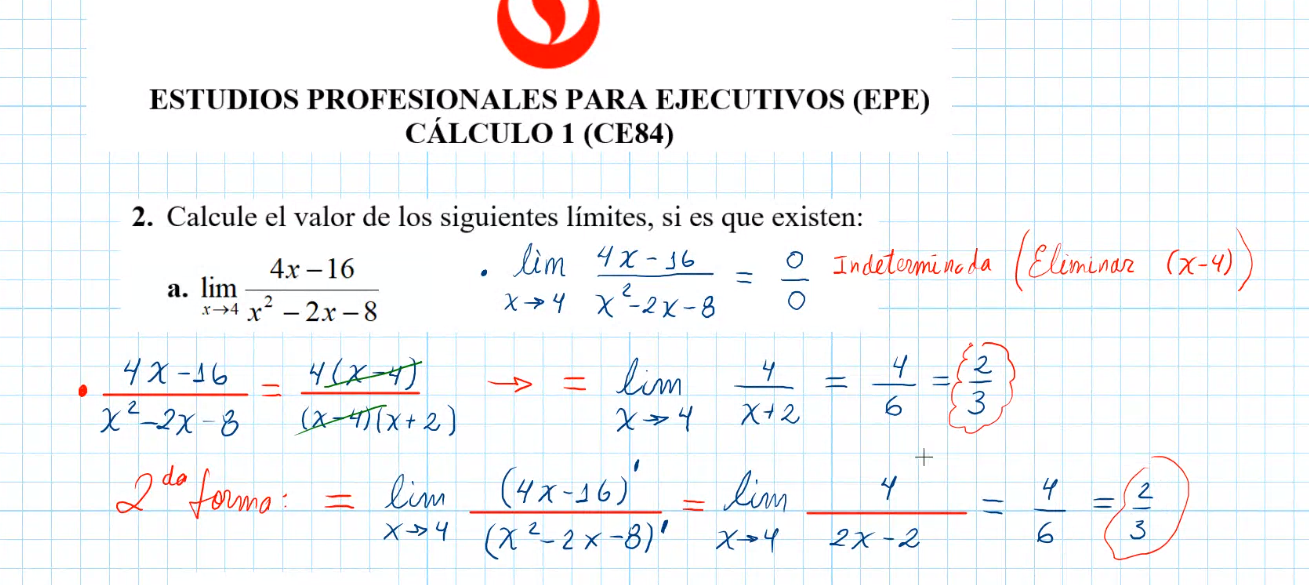 ESTUDIOS PROFESIONALES PARA EJECUTIVOS (EPE)
CÁLCULO 1 (CE84)
2. Calcule el valor de los siguientes límites, si es que existen:
a. lim x→4 (4x – 16)/(x² – 2x – 8)
• lim x→4 (4x-16)/(x²-2x-8) = 0/0 Indeterminada (Eliminar (x-4))
• (4x-16)/(x²-2x-8) = 4(x-4)/((x-4)(x+2)) → = lim x→4 4/(x+2) = 4/6 = 2/3
2da forma: = lim x→4 (4x-16)'/(x²-2x-8)' = lim x→4 4/(2x-2) = 4/6 = 2/3